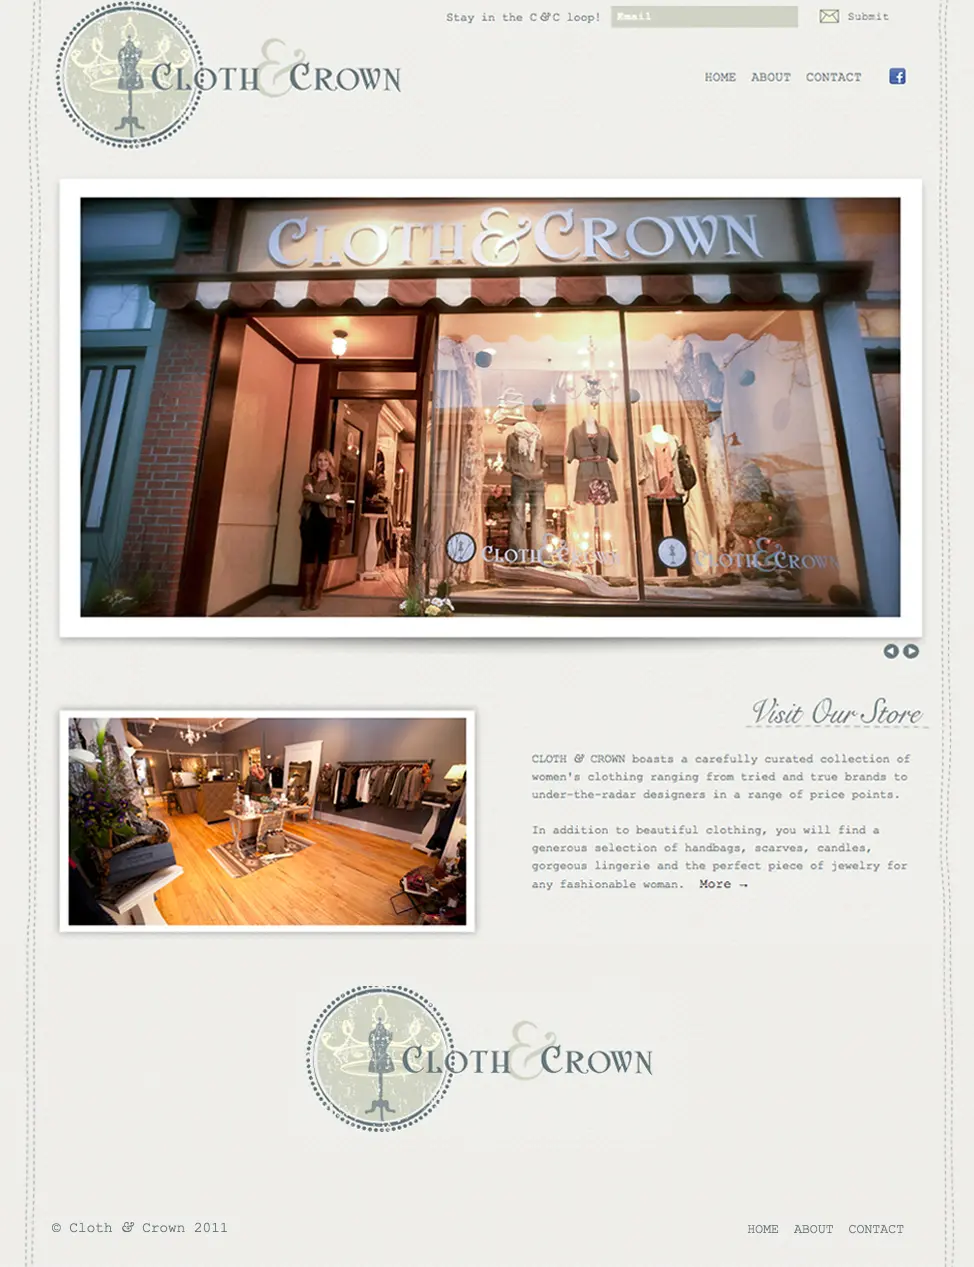 Stay in the C&C loop! Email Submit
CLOTH & CROWN
HOME ABOUT CONTACT
CLOTH & CROWN
CLOTH & CROWN CLOTH & CROWN
Visit Our Store
CLOTH & CROWN boasts a carefully curated collection of
women's clothing ranging from tried and true brands to
under-the-radar designers in a range of price points.
In addition to beautiful clothing, you will find a
generous selection of handbags, scarves, candles,
gorgeous lingerie and the perfect piece of jewelry for
any fashionable woman. More →
CLOTH & CROWN
© Cloth & Crown 2011
HOME ABOUT CONTACT